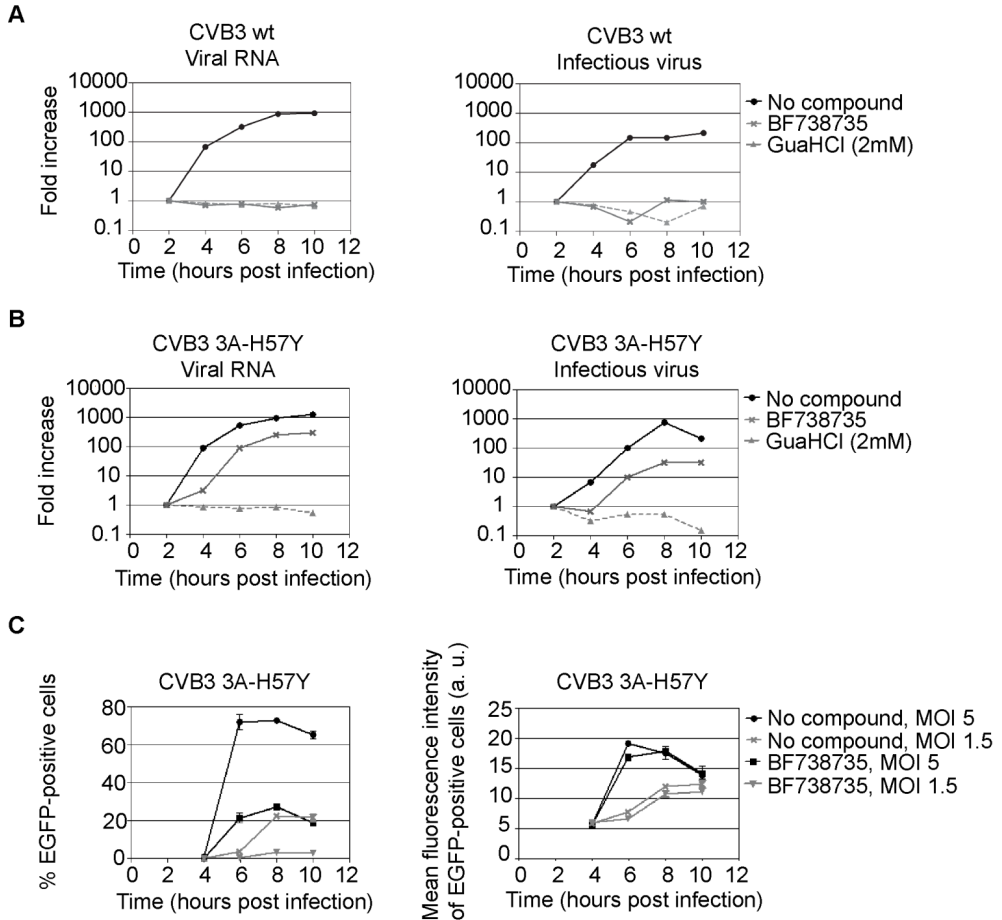 A
CVB3 wt
Viral RNA
Fold increase
10000
1000
100
10
1
0.1
0 2 4 6 8 10 12
Time (hours post infection)
CVB3 wt
Infectious virus
10000
1000
100
10
1
0.1
0 2 4 6 8 10 12
Time (hours post infection)
No compound
BF738735
GuaHCl (2mM)
B
CVB3 3A-H57Y
Viral RNA
Fold increase
10000
1000
100
10
1
0.1
0 2 4 6 8 10 12
Time (hours post infection)
CVB3 3A-H57Y
Infectious virus
10000
1000
100
10
1
0.1
0 2 4 6 8 10 12
Time (hours post infection)
No compound
BF738735
GuaHCl (2mM)
C
CVB3 3A-H57Y
% EGFP-positive cells
80
60
40
20
0
0 2 4 6 8 10 12
Time (hours post infection)
CVB3 3A-H57Y
Mean fluorescence intensity
of EGFP-positive cells (a. u.)
25
20
15
10
5
0
0 2 4 6 8 10 12
Time (hours post infection)
No compound, MOI 5
No compound, MOI 1.5
BF738735, MOI 5
BF738735, MOI 1.5